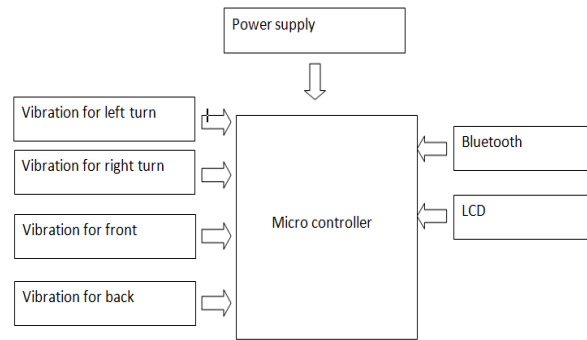 Power supply
Vibration for left turn
Vibration for right turn
Vibration for front
Vibration for back
Micro controller
Bluetooth
LCD